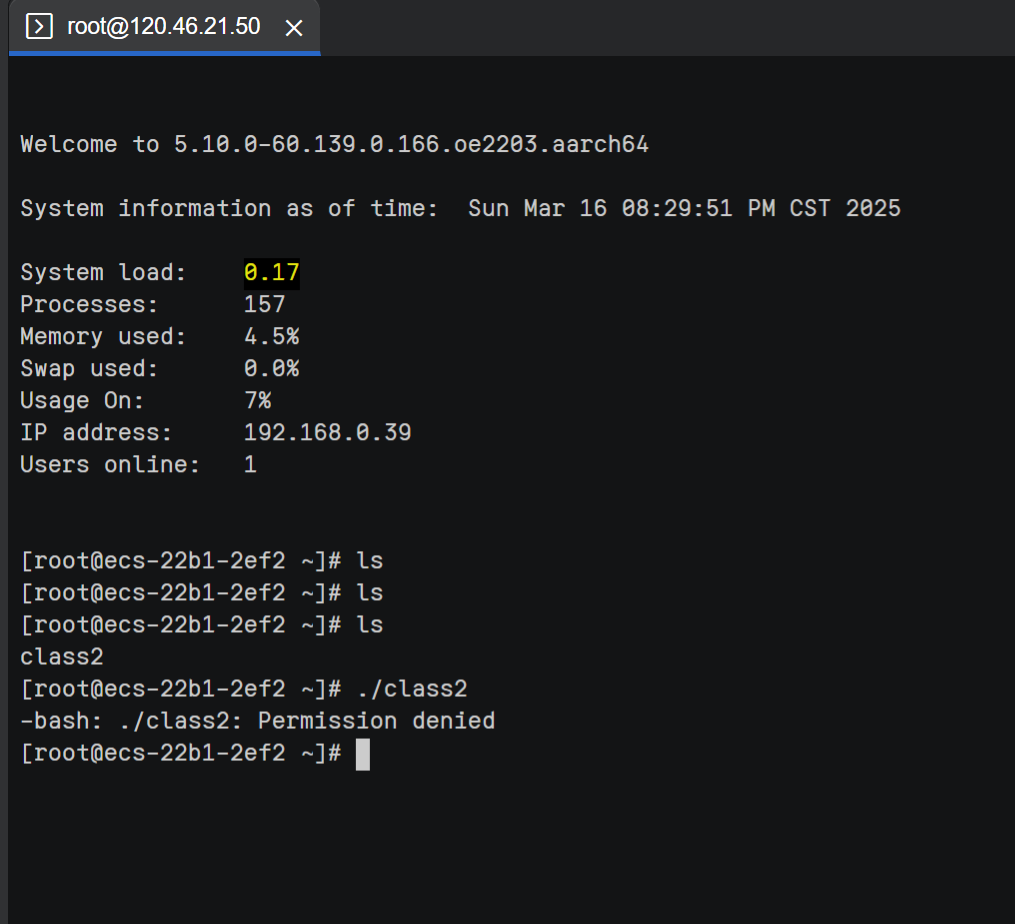 root@120.46.21.50
Welcome to 5.10.0-60.139.0.166.oe2203.aarch64
System information as of time:  Sun Mar 16 08:29:51 PM CST 2025
System load:    0.17
Processes:      157
Memory used:    4.5%
Swap used:      0.0%
Usage On:       7%
IP address:     192.168.0.39
Users online:   1
[root@ecs-22b1-2ef2 ~]# ls
[root@ecs-22b1-2ef2 ~]# ls
[root@ecs-22b1-2ef2 ~]# ls
class2
[root@ecs-22b1-2ef2 ~]# ./class2
-bash: ./class2: Permission denied
[root@ecs-22b1-2ef2 ~]#